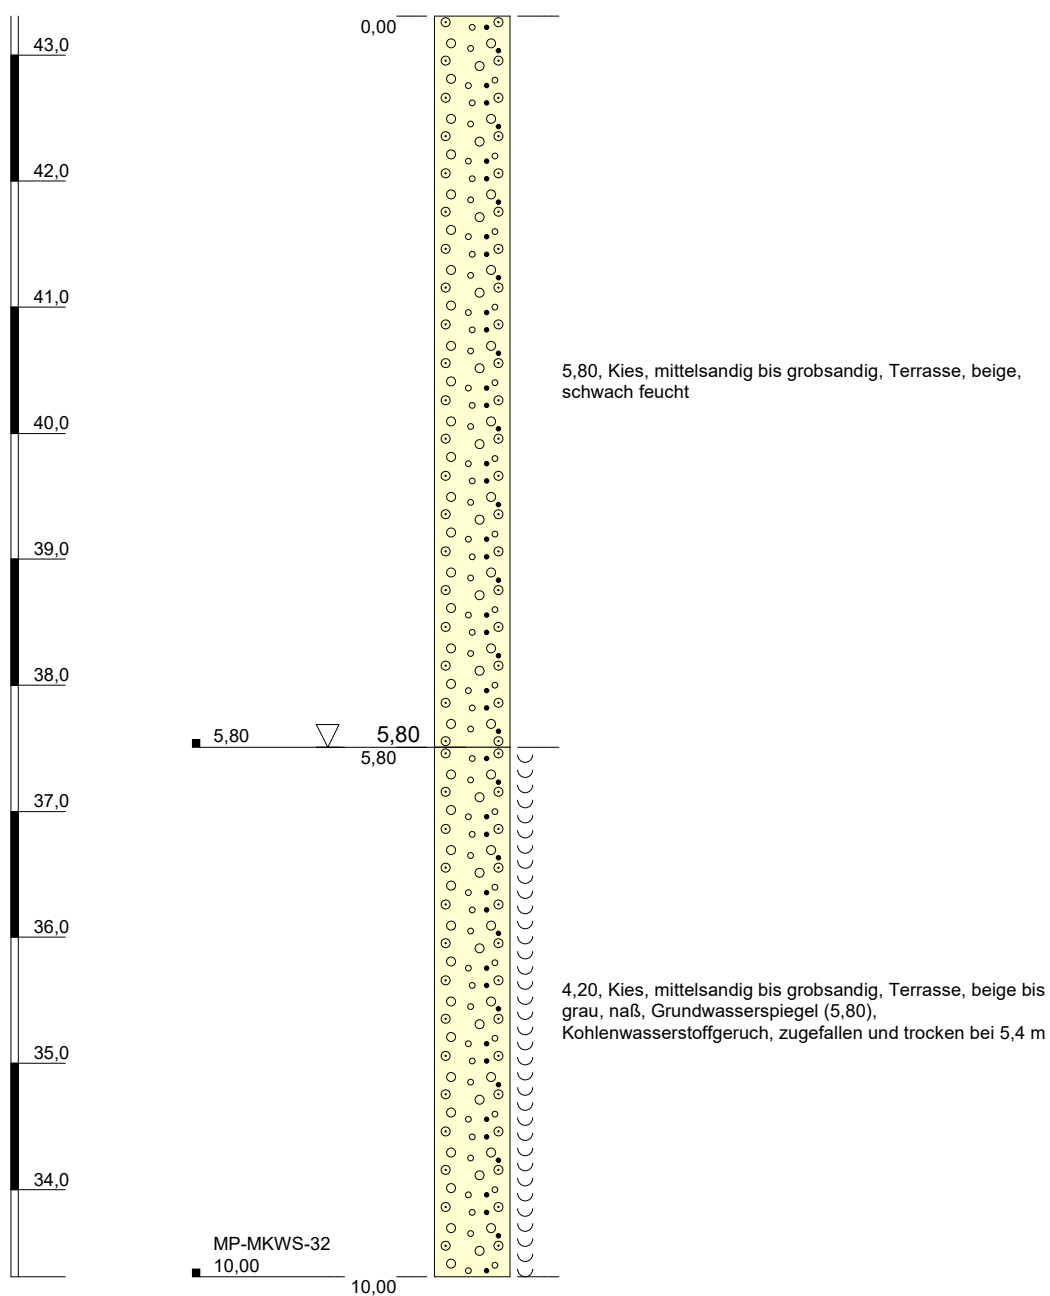 0,00
43,0
42,0
41,0
5,80, Kies, mittelsandig bis grobsandig, Terrasse, beige,
schwach feucht
40,0
39,0
38,0
5,80
5,80
5,80
37,0
36,0
4,20, Kies, mittelsandig bis grobsandig, Terrasse, beige bis
grau, naß, Grundwasserspiegel (5,80),
Kohlenwasserstoffgeruch, zugefallen und trocken bei 5,4 m
35,0
34,0
MP-MKWS-32
10,00
10,00